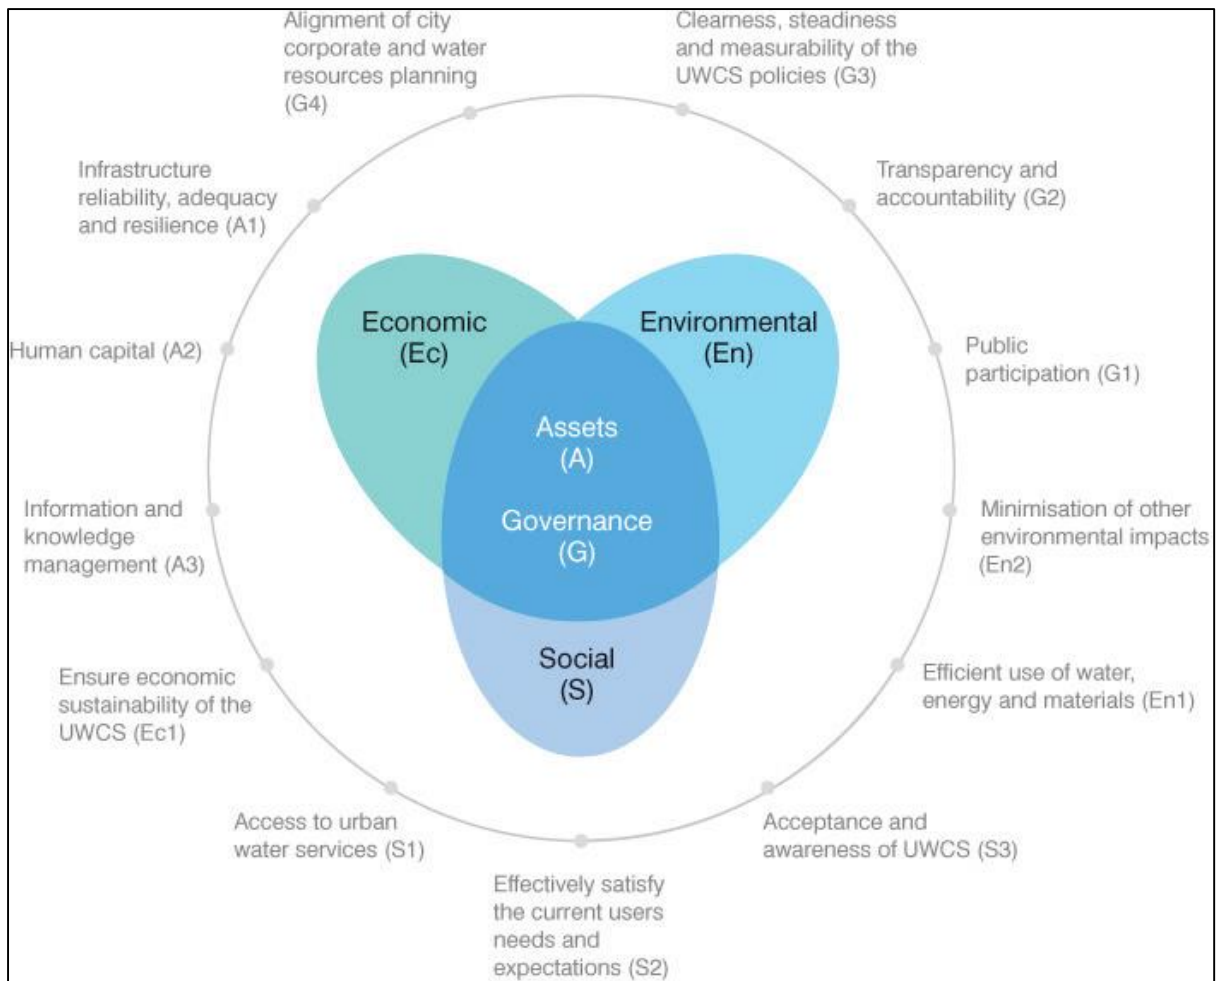 Alignment of city
corporate and water
resources planning
(G4)
Clearness, steadiness
and measurability of the
UWCS policies (G3)
Infrastructure
reliability, adequacy
and resilience (A1)
Transparency and
accountability (G2)
Economic
(Ec)
Environmental
(En)
Human capital (A2)
Public
participation (G1)
Assets
(A)
Governance
(G)
Information and
knowledge
management (A3)
Minimisation of other
environmental impacts
(En2)
Social
(S)
Ensure economic
sustainability of the
UWCS (Ec1)
Efficient use of water,
energy and materials (En1)
Access to urban
water services (S1)
Acceptance and
awareness of UWCS (S3)
Effectively satisfy
the current users
needs and
expectations (S2)